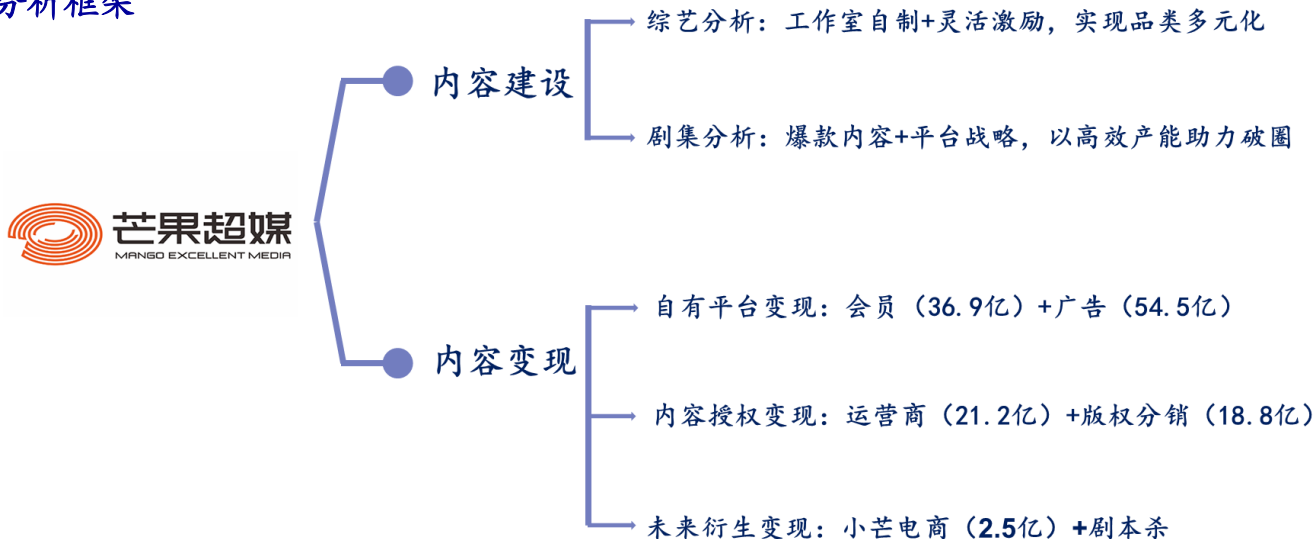 分析框架
综艺分析：工作室自制+灵活激励，实现品类多元化
内容建设
剧集分析：爆款内容+平台战略，以高效产能助力破圈
芒果超媒
MANGO EXCELLENT MEDIA
自有平台变现：会员（36.9亿）+广告（54.5亿）
内容变现
内容授权变现：运营商（21.2亿）+版权分销（18.8亿）
未来衍生变现：小芒电商（2.5亿）+剧本杀